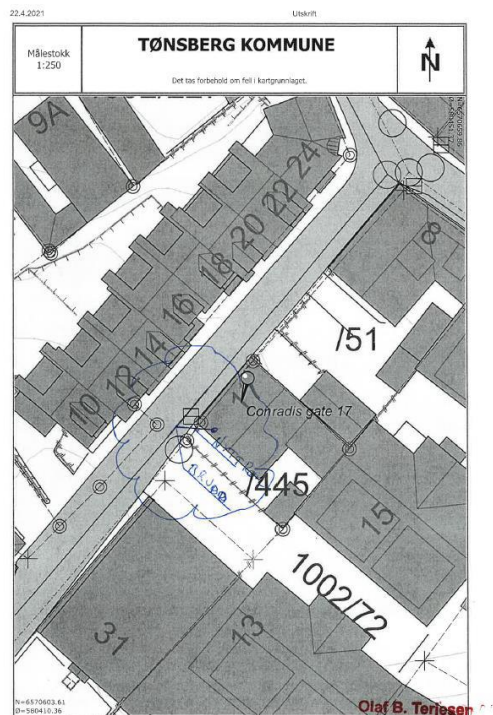 22.4.2021
Utskrift
Målestokk
1:250
TØNSBERG KOMMUNE
Det tas forbehold om feil i kartgrunnlaget.
N
9A
24
22
20
18
16
14
12
10
8
/51
Conradis gate 17
/445
15
1002/72
31
13
N=6570603.61
Ø=580410.36
Olaf B. Terjesen